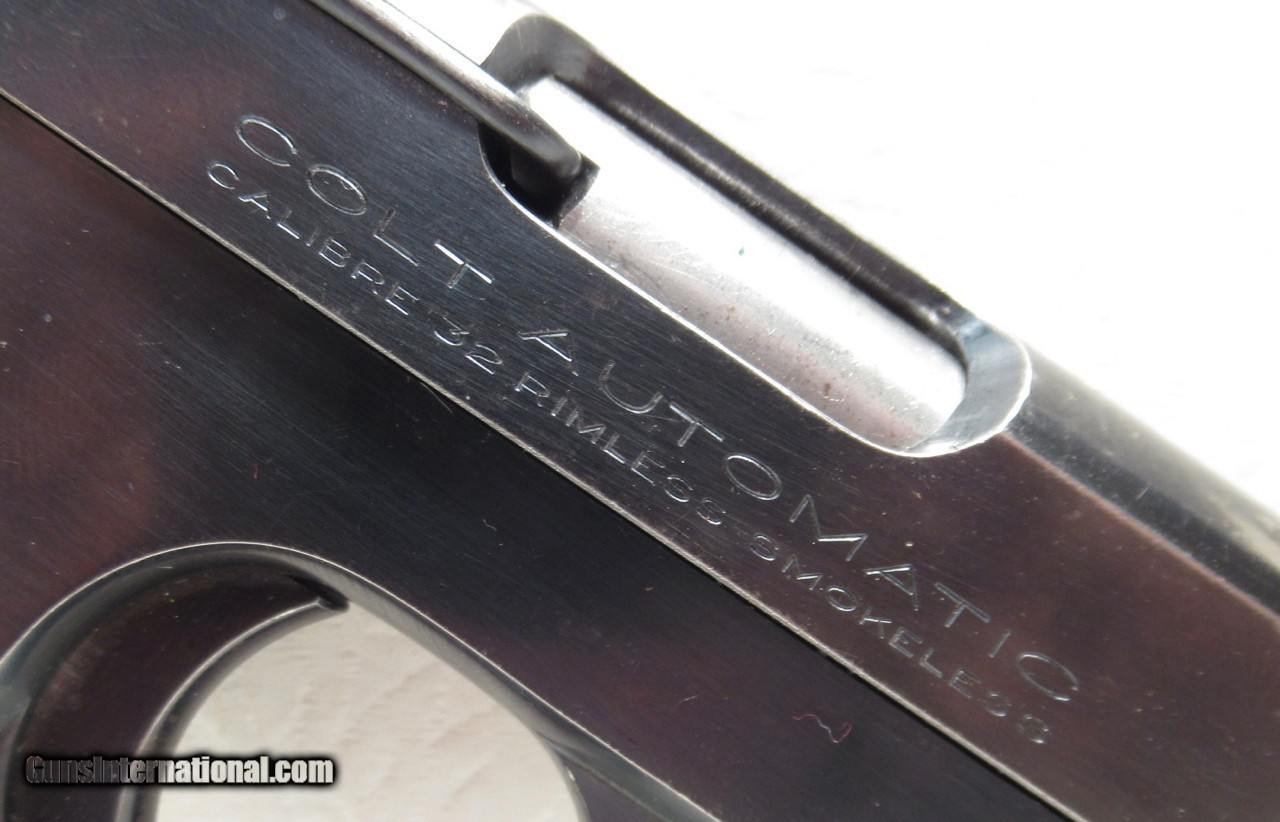 COLT AUTOMATIC
CALIBRE 32 RIMLESS SMOKELESS
GunsInternational.com